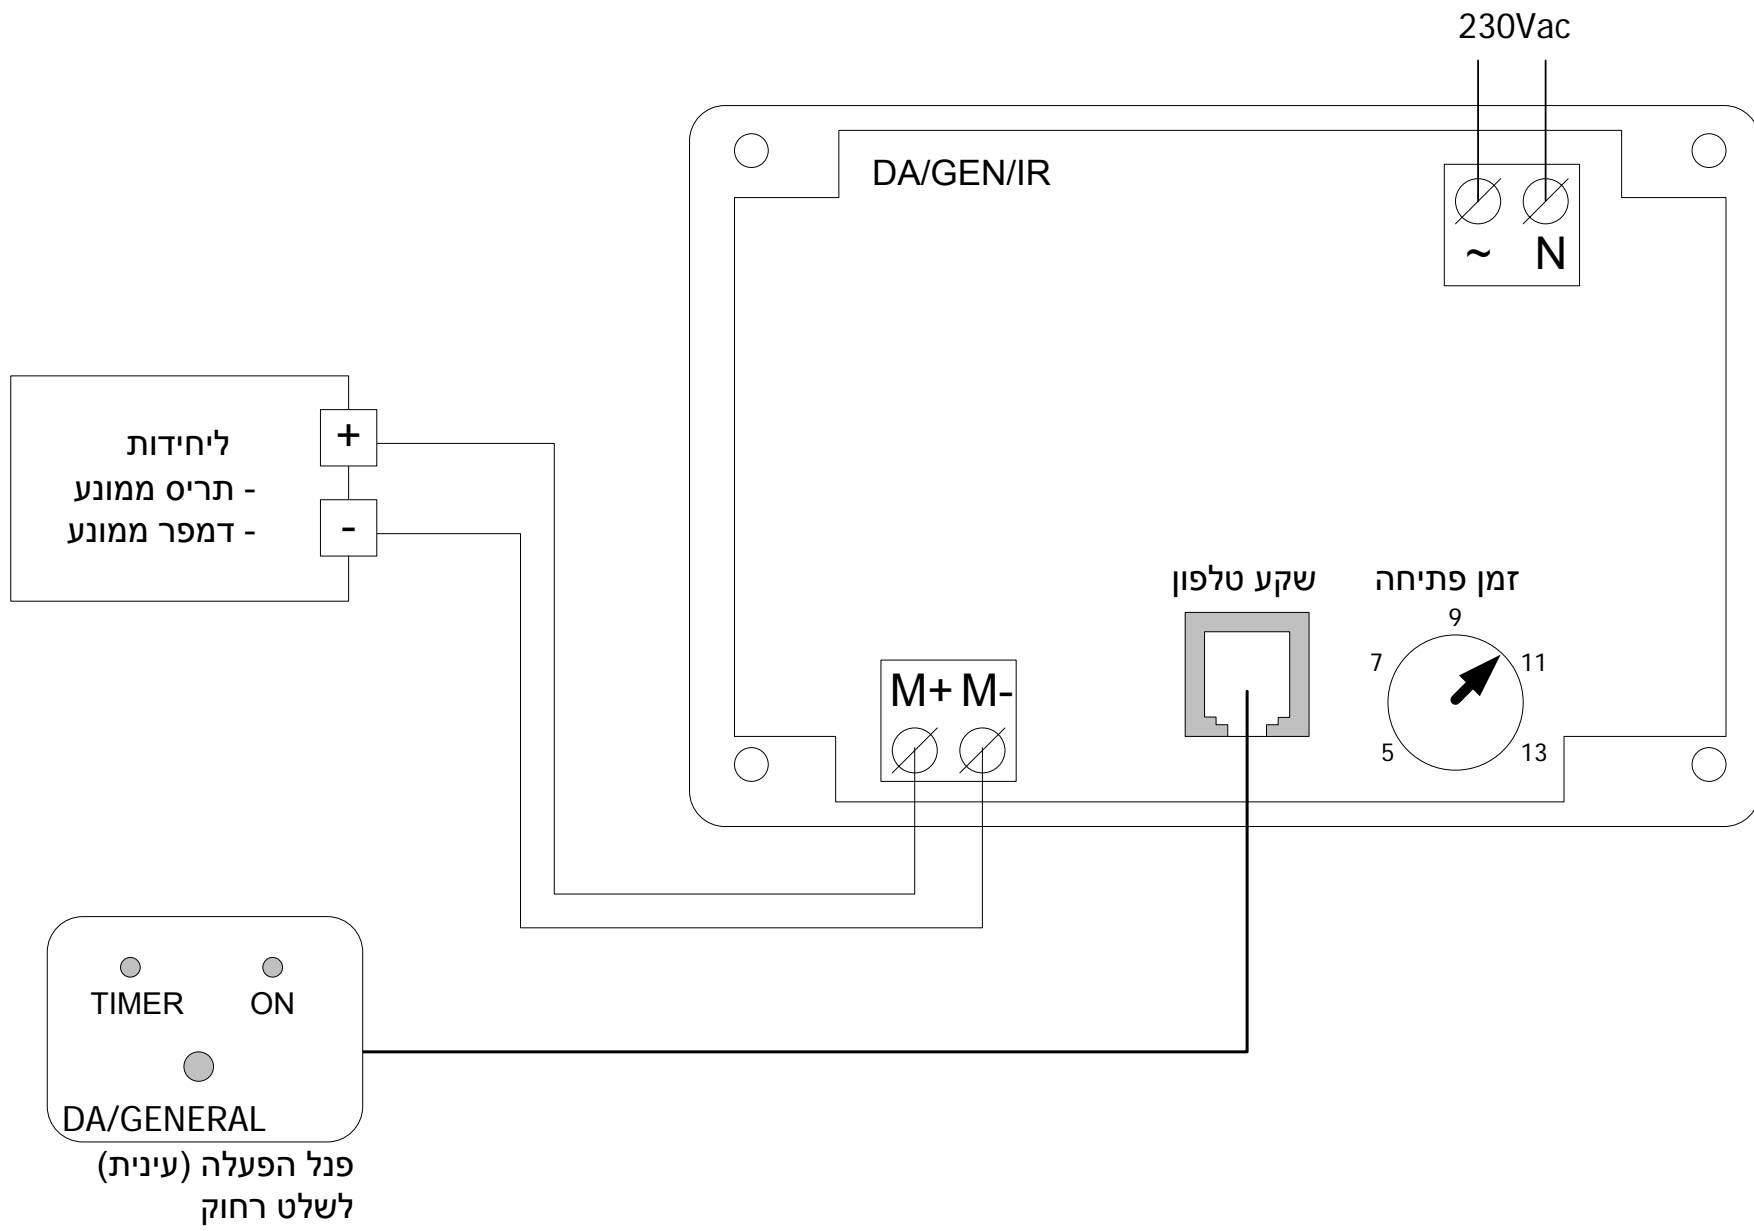 230Vac
DA/GEN/IR
~ N
ליחידות
- תריס ממונע
- דמפר ממונע
+
-
שקע טלפון
זמן פתיחה
9
7
11
5
13
M+ M-
TIMER ON
DA/GENERAL
פנל הפעלה (עינית)
לשלט רחוק